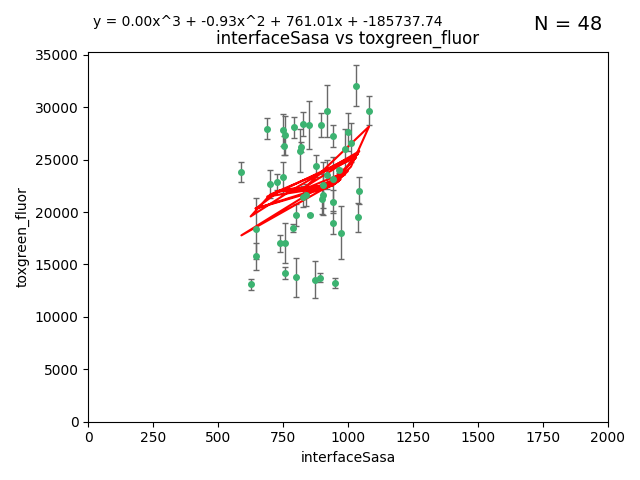 y = 0.00x^3 + -0.93x^2 + 761.01x + -185737.74
N = 48
interfaceSasa vs toxgreen_fluor
35000
30000
25000
20000
15000
10000
5000
0
toxgreen_fluor
0 250 500 750 1000 1250 1500 1750 2000
interfaceSasa